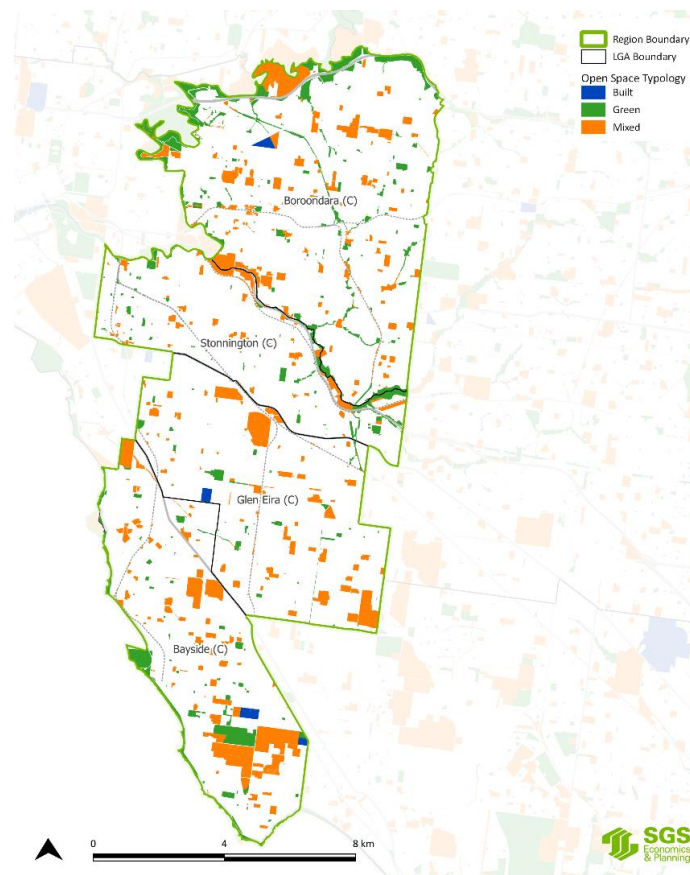 Region Boundary
LGA Boundary
Open Space Typology
Built
Green
Mixed
Boroondara (C)
Stonnington (C)
Glen Eira (C)
Bayside (C)
0 4 8 km
SGS
Economics
& Planning